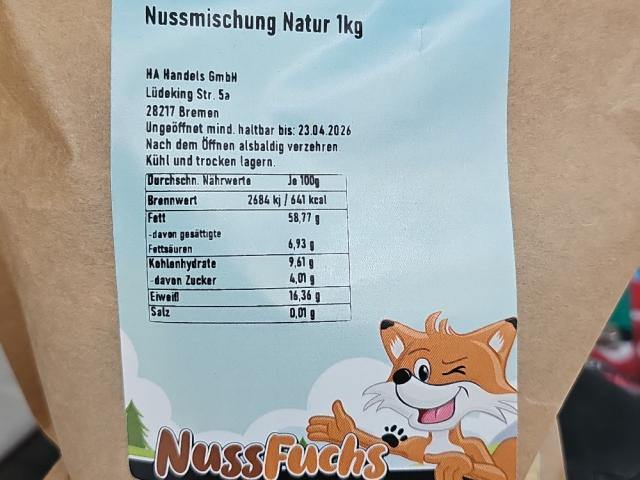 Nussmischung Natur 1kg
HA Handels GmbH
Lüdeking Str. 5a
28217 Bremen
Ungeöffnet mind. haltbar bis: 23.04.2026
Nach dem Öffnen alsbaldig verzehren
Kühl und trocken lagern.
Durchschn. Nährwerte Je 100g
Brennwert 2684 kj / 641 kcal
Fett 58,77 g
-davon gesättigte
Fettsäuren 6,93 g
Kohlenhydrate 9,61 g
-davon Zucker 4,01 g
Eiweiß 16,36 g
Salz 0,01 g
NussFuchs